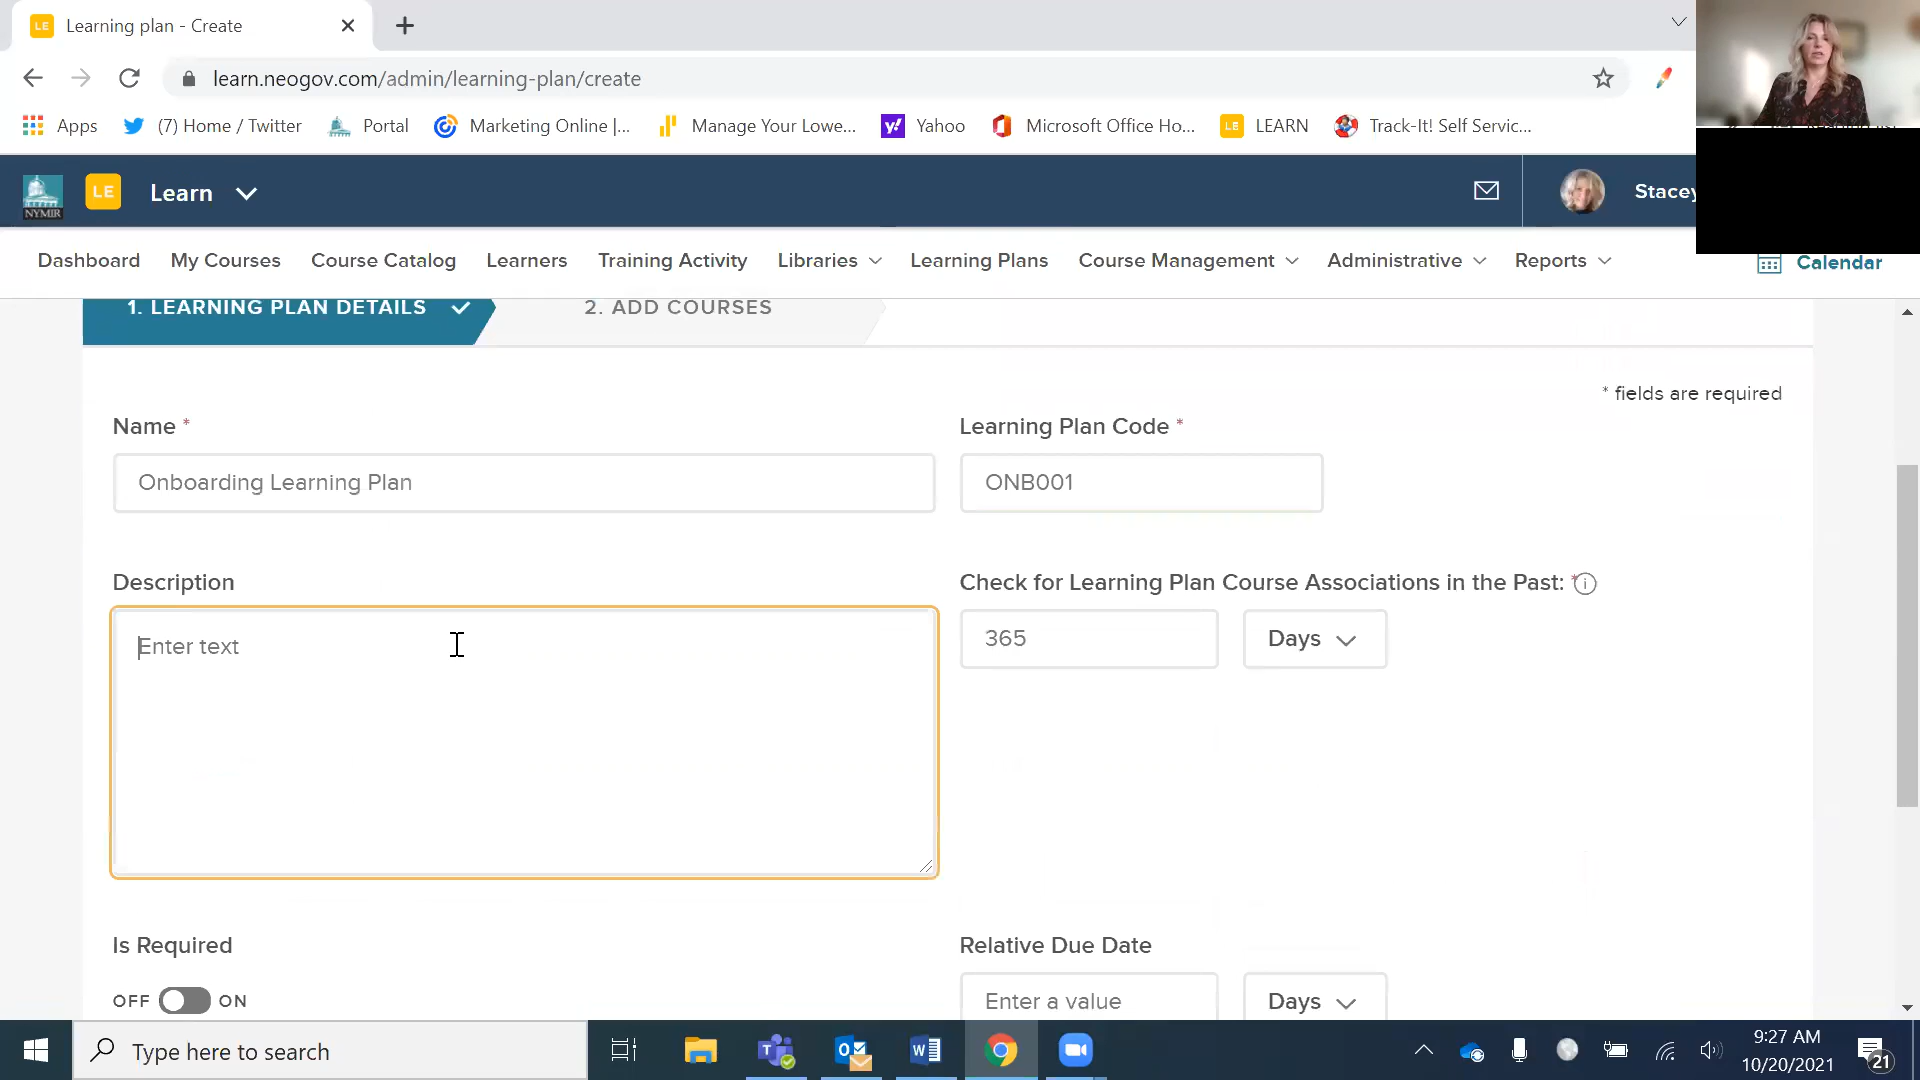 LE Learning plan - Create
learn.neogov.com/admin/learning-plan/create
Apps (7) Home / Twitter Portal Marketing Online |... Manage Your Lowe... Yahoo Microsoft Office Ho... LE LEARN Track-It! Self Servic...
NYMIR LE Learn Stacey
Dashboard My Courses Course Catalog Learners Training Activity Libraries Learning Plans Course Management Administrative Reports Calendar
1. LEARNING PLAN DETAILS 2. ADD COURSES
* fields are required
Name * Learning Plan Code *
Onboarding Learning Plan ONB001
Description Check for Learning Plan Course Associations in the Past: *
Enter text 365 Days
Is Required Relative Due Date
OFF ON Enter a value Days
Type here to search 9:27 AM
10/20/2021 21